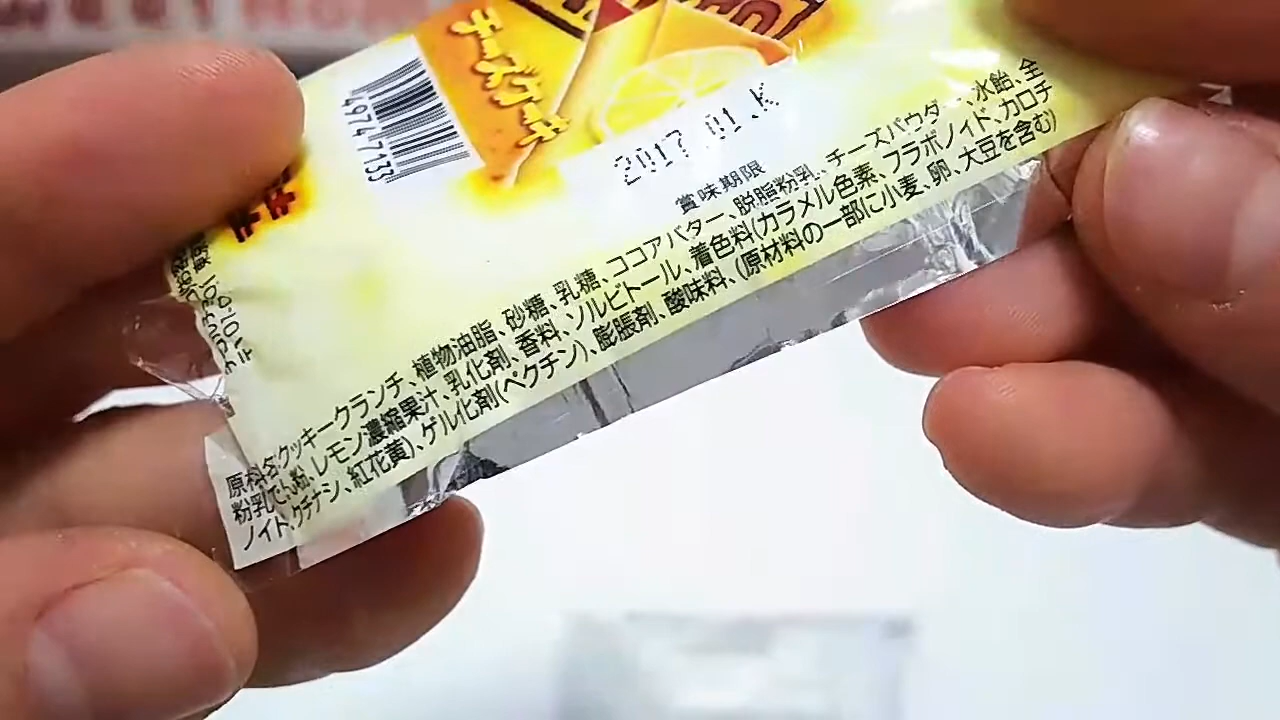 チーズケーキ
49747133
2017.01.K
賞味期限
原材名:クッキークランチ、植物油脂、砂糖、乳糖、ココアバター、脱脂粉乳、チーズパウダー、水飴、全
粉乳、でん粉、レモン濃縮果汁、乳化剤、香料、ソルビトール、着色料(カラメル色素、フラボノイド、カロチ
ノイド、クチナシ、紅花黄)、ゲル化剤(ペクチン)、膨脹剤、酸味料、(原材料の一部に小麦、卵、大豆を含む)